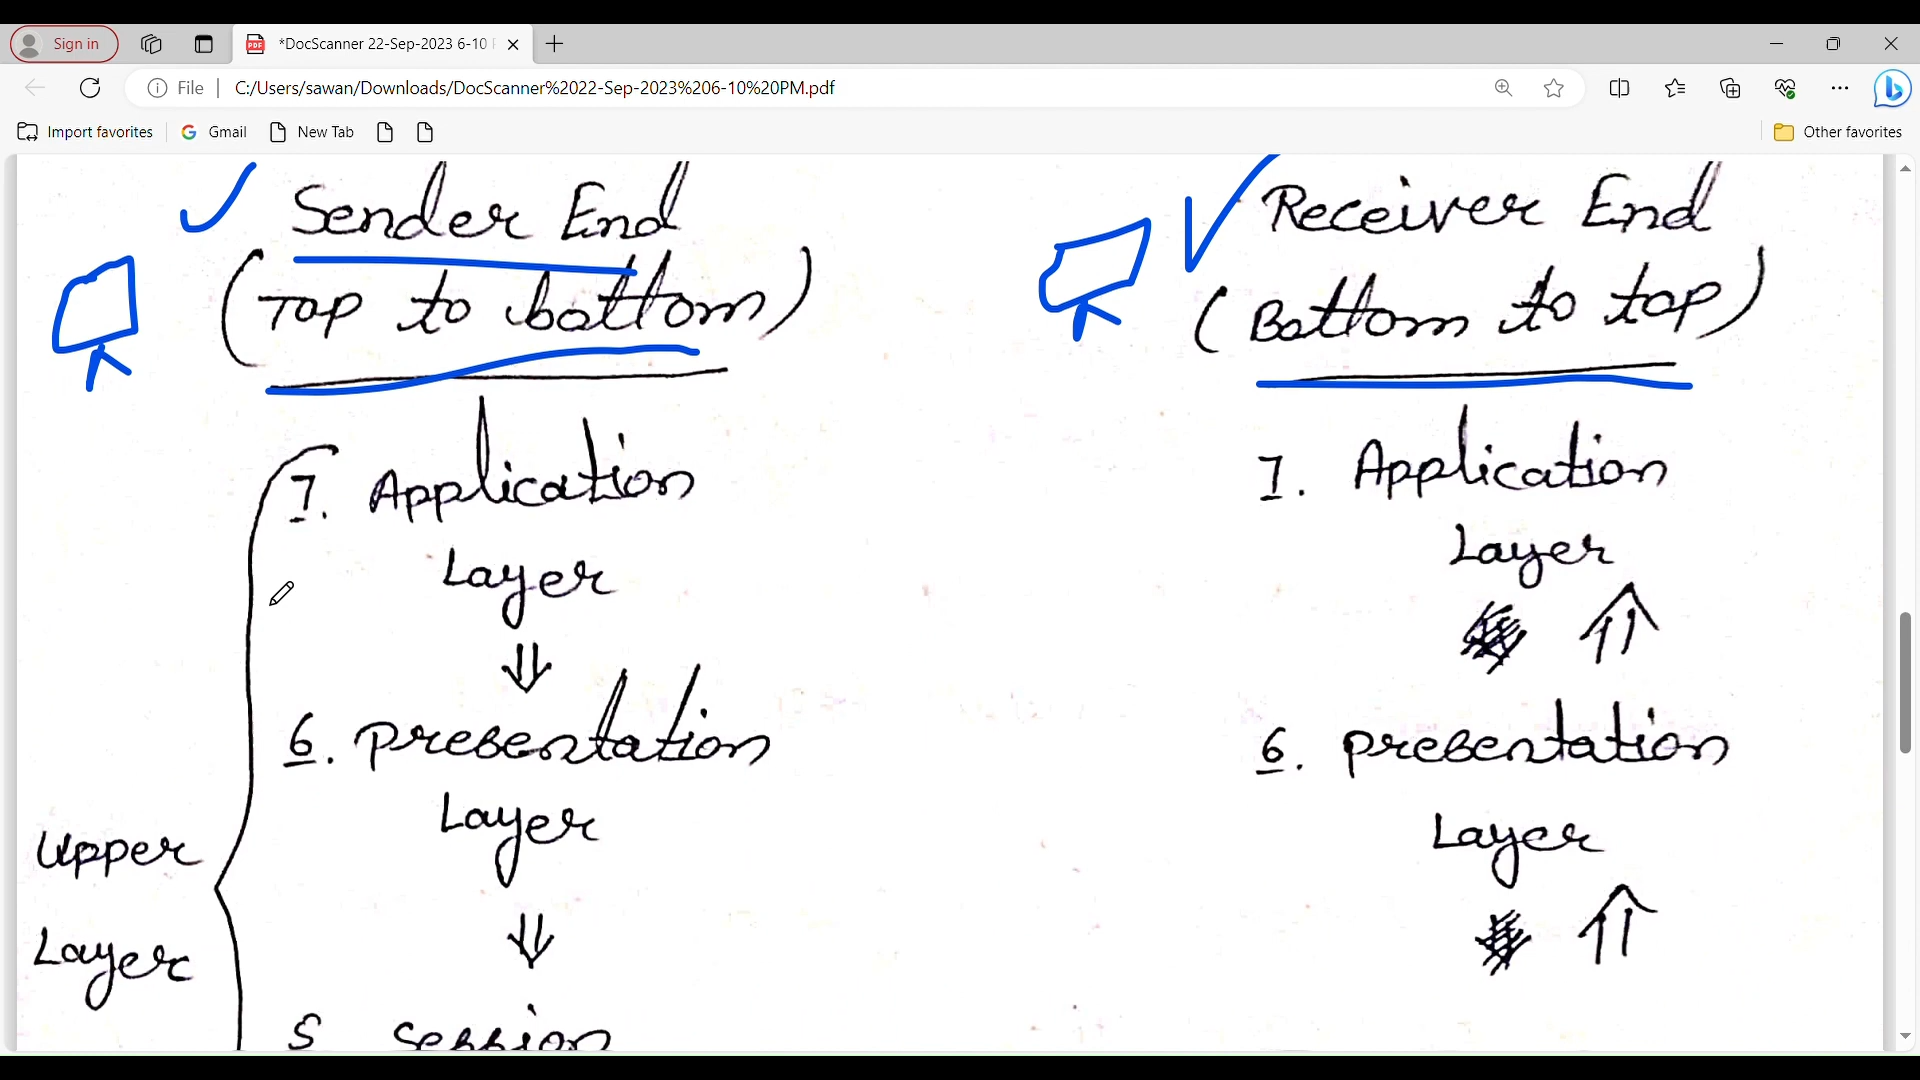 Sign in
*DocScanner 22-Sep-2023 6-10
File
C:/Users/sawan/Downloads/DocScanner%2022-Sep-2023%206-10%20PM.pdf
Import favorites
Gmail
New Tab
Other favorites
Sender End
(Top to bottom)
7. Application
Layer
6. presentation
Layer
Upper
Layer
5 session
Receiver End
(Bottom to top)
7. Application
Layer
6. presentation
Layer